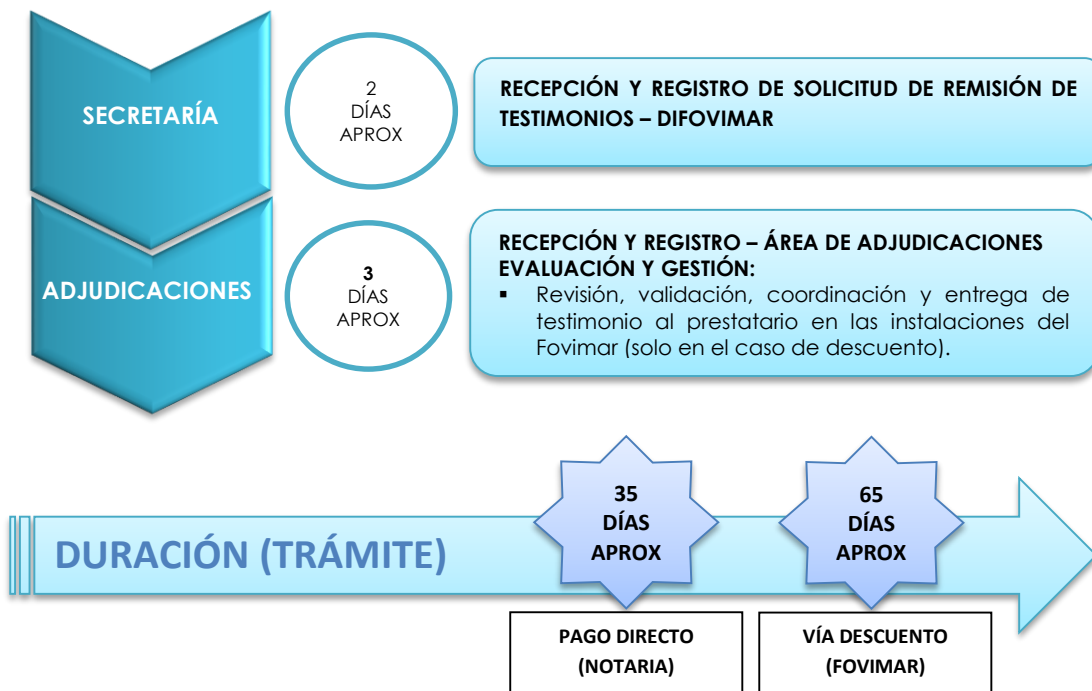 SECRETARÍA
2
DÍAS
APROX
RECEPCIÓN Y REGISTRO DE SOLICITUD DE REMISIÓN DE
TESTIMONIOS – DIFOVIMAR
ADJUDICACIONES
3
DÍAS
APROX
RECEPCIÓN Y REGISTRO – ÁREA DE ADJUDICACIONES
EVALUACIÓN Y GESTIÓN:
▪ Revisión, validación, coordinación y entrega de
testimonio al prestatario en las instalaciones del
Fovimar (solo en el caso de descuento).
DURACIÓN (TRÁMITE)
35
DÍAS
APROX
65
DÍAS
APROX
PAGO DIRECTO
(NOTARIA)
VÍA DESCUENTO
(FOVIMAR)